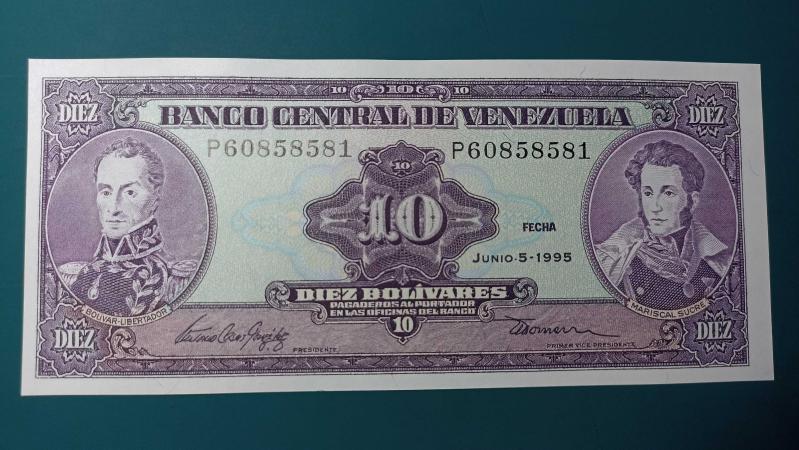 10 10 10
DIEZ BANCO CENTRAL DE VENEZUELA DIEZ
P60858581 P60858581
10
10
FECHA
JUNIO-5-1995
DIEZ BOLÍVARES
PAGADEROS AL PORTADOR
EN LAS OFICINAS DEL BANCO
BOLIVAR-LIBERTADOR MARISCAL SUCRE
DIEZ 10 DIEZ
PRESIDENTE PRIMER VICE-PRESIDENTE